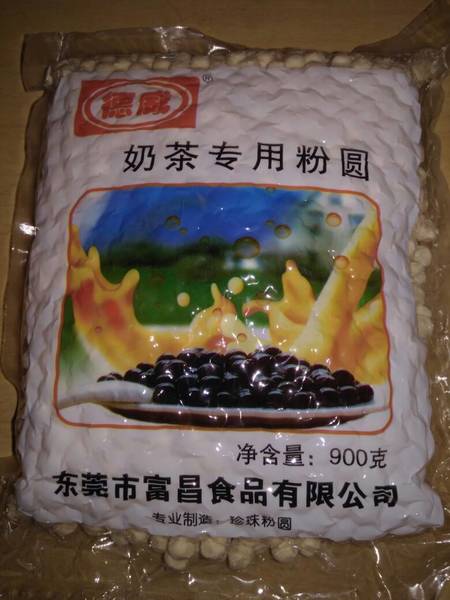 德威
®
奶茶专用粉圆
净含量：900克
东莞市富昌食品有限公司
专业制造：珍珠粉圆